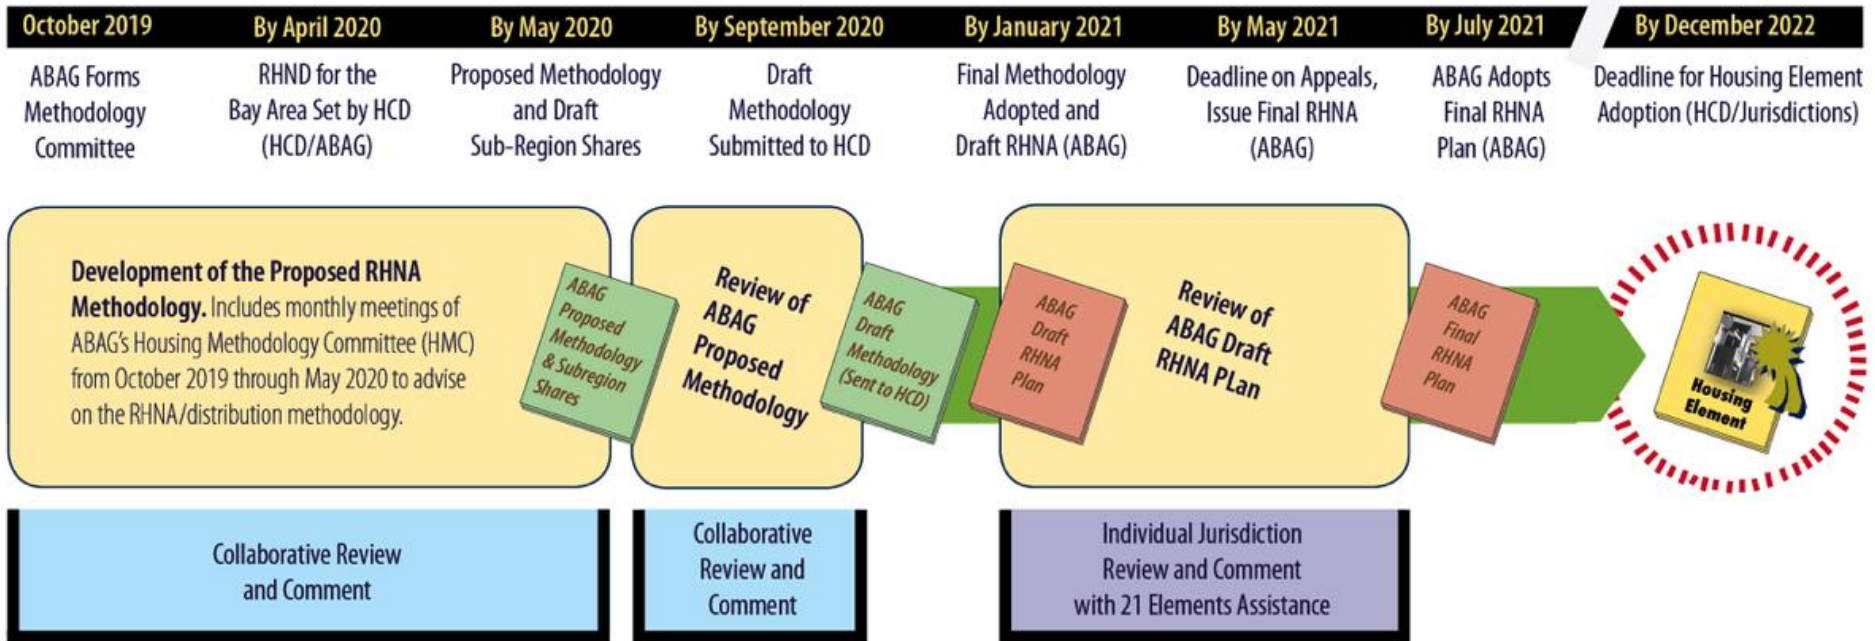 October 2019
By April 2020
By May 2020
By September 2020
By January 2021
By May 2021
By July 2021
By December 2022
ABAG Forms
Methodology
Committee
RHND for the
Bay Area Set by HCD
(HCD/ABAG)
Proposed Methodology
and Draft
Sub-Region Shares
Draft
Methodology
Submitted to HCD
Final Methodology
Adopted and
Draft RHNA (ABAG)
Deadline on Appeals,
Issue Final RHNA
(ABAG)
ABAG Adopts
Final RHNA
Plan (ABAG)
Deadline for Housing Element
Adoption (HCD/Jurisdictions)
Development of the Proposed RHNA
Methodology. Includes monthly meetings of
ABAG's Housing Methodology Committee (HMC)
from October 2019 through May 2020 to advise
on the RHNA/distribution methodology.
ABAG
Proposed
Methodology
& Subregion
Shares
Review of
ABAG
Proposed
Methodology
ABAG
Draft
Methodology
(Sent to HCD)
ABAG
Draft
RHNA
Plan
Review of
ABAG Draft
RHNA PLan
ABAG
Final
RHNA
Plan
Housing
Element
Collaborative Review
and Comment
Collaborative
Review and
Comment
Individual Jurisdiction
Review and Comment
with 21 Elements Assistance